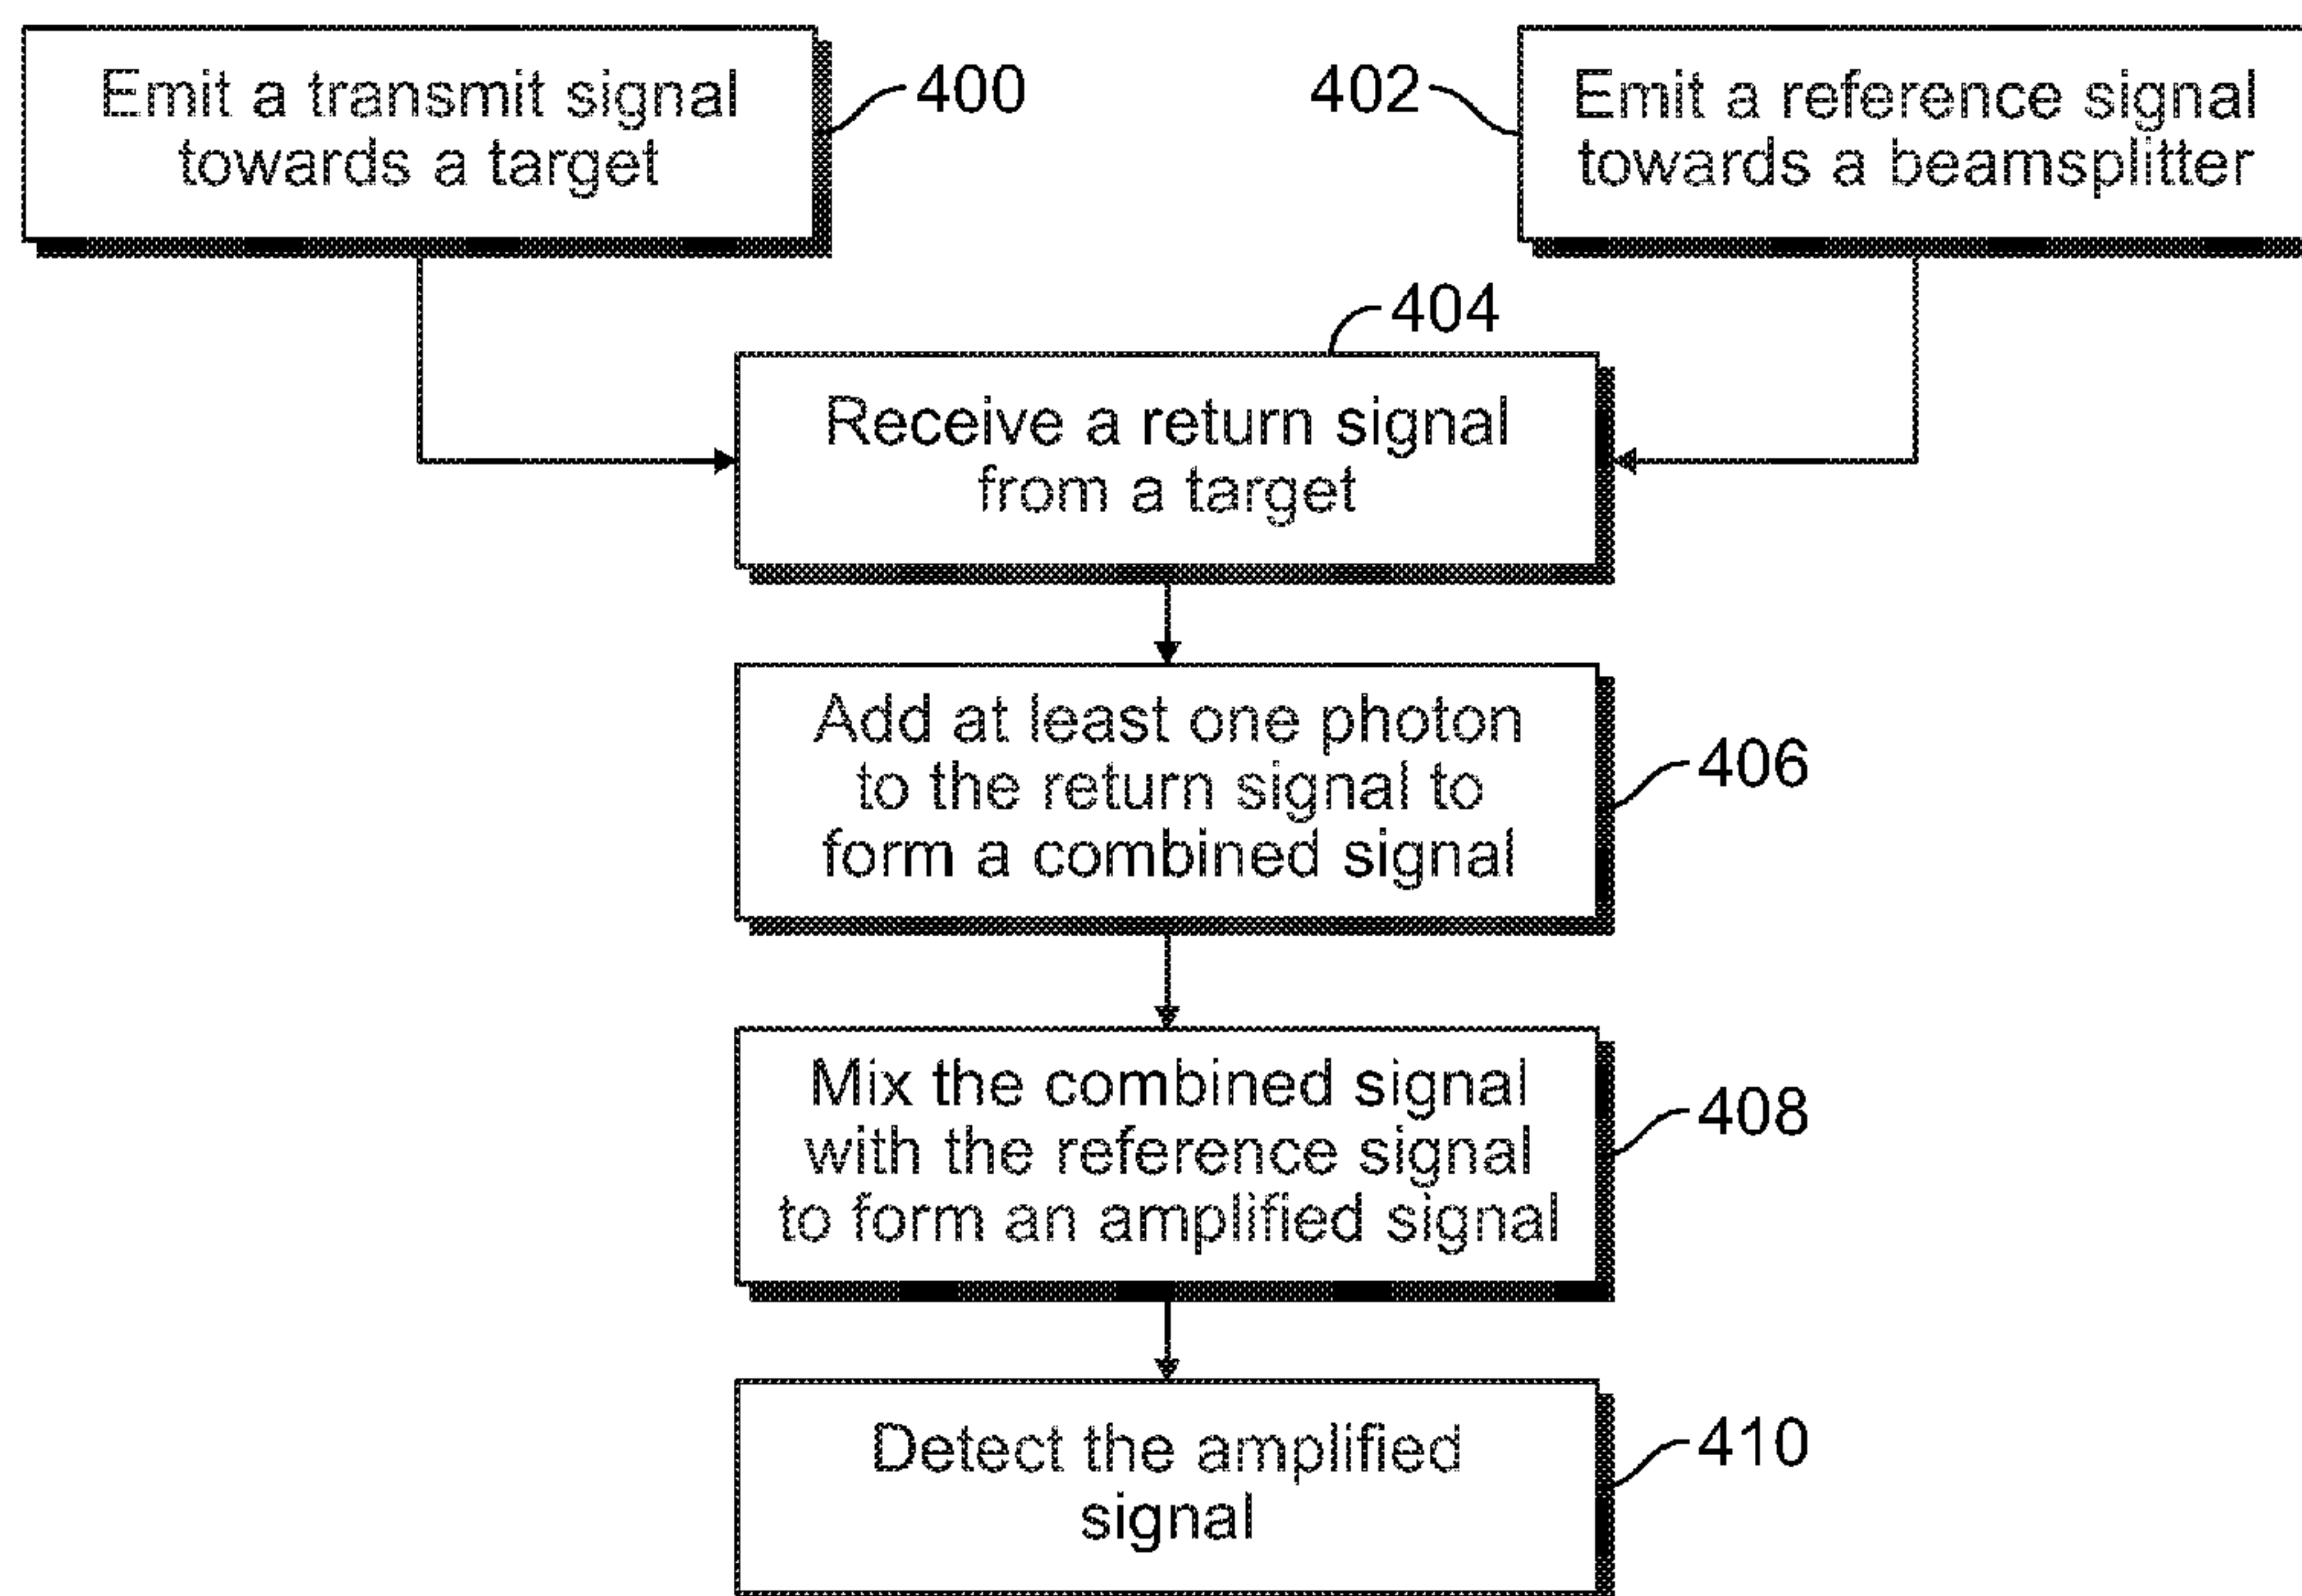 Emit a transmit signal
towards a target
400
402
Emit a reference signal
towards a beamsplitter
404
Receive a return signal
from a target
Add at least one photon
to the return signal to
form a combined signal
406
Mix the combined signal
with the reference signal
to form an amplified signal
408
Detect the amplified
signal
410